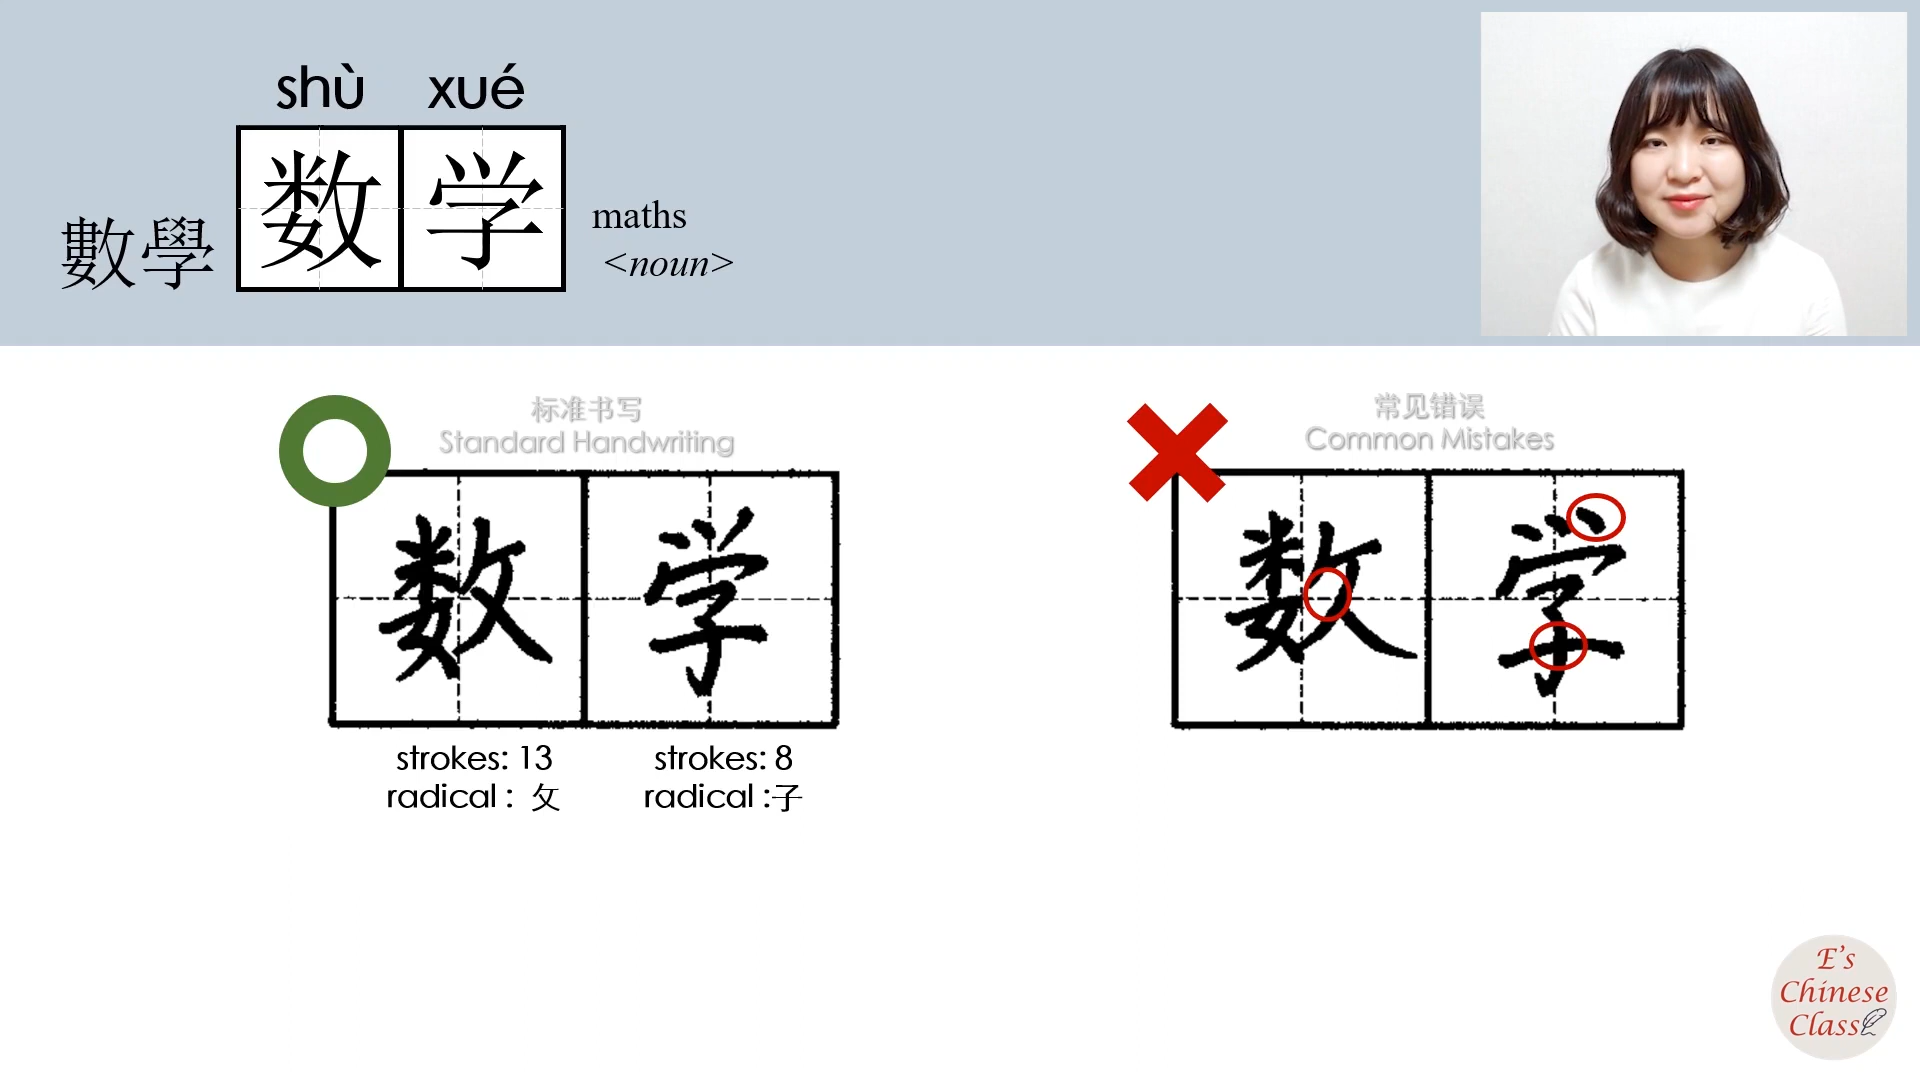 shù xué
數學 数学
maths
<noun>
标准书写
Standard Handwriting
数学
strokes: 13
radical : 攵
strokes: 8
radical :子
常见错误
Common Mistakes
数学
E's
Chinese
Class